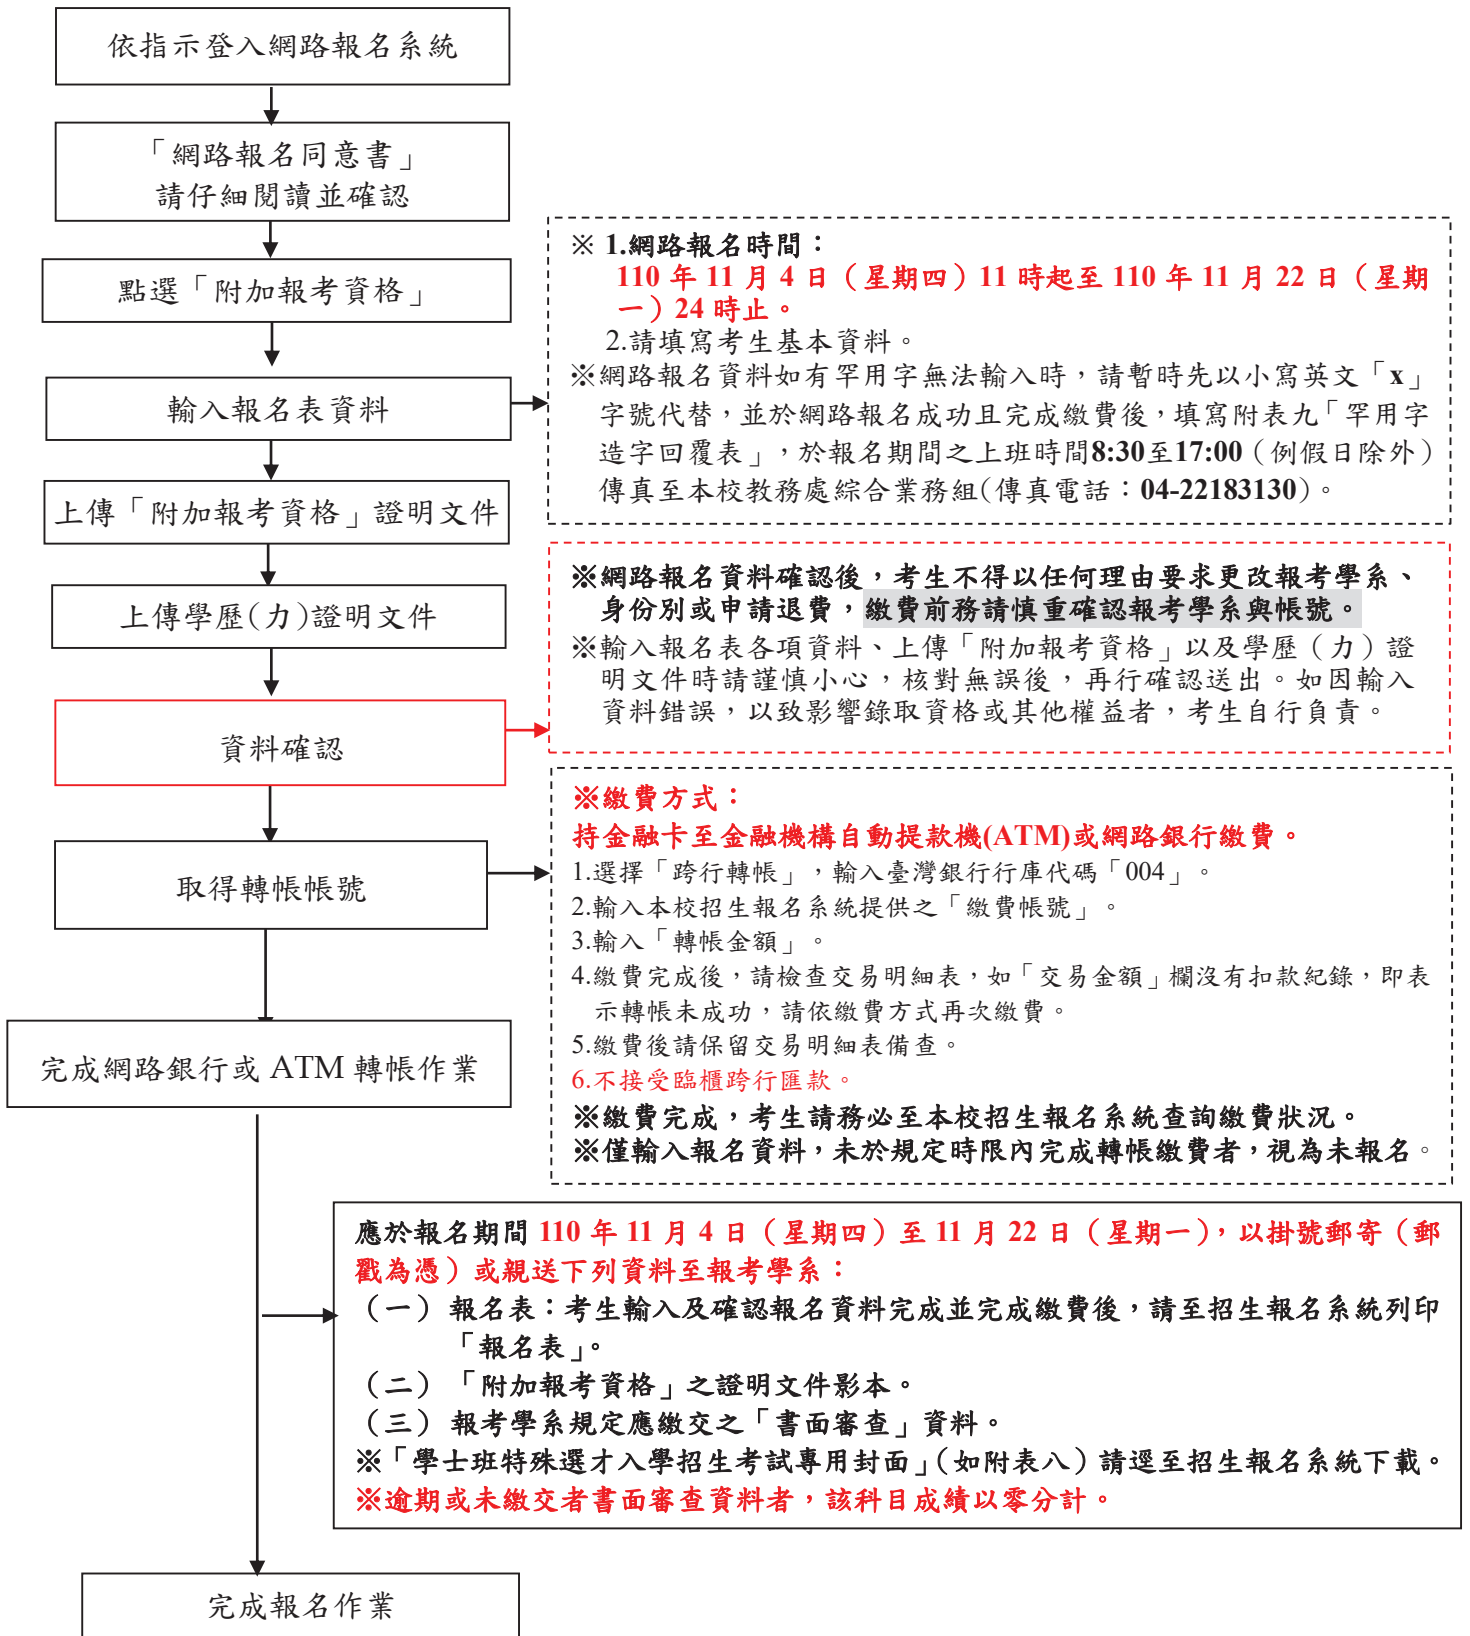 依指示登入網路報名系統
「網路報名同意書」
請仔細閱讀並確認
點選「附加報考資格」
輸入報名表資料
上傳「附加報考資格」證明文件
上傳學歷(力)證明文件
資料確認
取得轉帳帳號
完成網路銀行或 ATM 轉帳作業
※ 1.網路報名時間：
110 年 11 月 4 日（星期四）11 時起至 110 年 11 月 22 日（星期
一）24 時止。
2.請填寫考生基本資料。
※網路報名資料如有罕用字無法輸入時，請暫時先以小寫英文「x」
字號代替，並於網路報名成功且完成繳費後，填寫附表九「罕用字
造字回覆表」，於報名期間之上班時間8:30至17:00（例假日除外）
傳真至本校教務處綜合業務組(傳真電話：04-22183130)。
※網路報名資料確認後，考生不得以任何理由要求更改報考學系、
身份別或申請退費，繳費前務請慎重確認報考學系與帳號。
※輸入報名表各項資料、上傳「附加報考資格」以及學歷（力）證
明文件時請謹慎小心，核對無誤後，再行確認送出。如因輸入
資料錯誤，以致影響錄取資格或其他權益者，考生自行負責。
※繳費方式：
持金融卡至金融機構自動提款機(ATM)或網路銀行繳費。
1.選擇「跨行轉帳」，輸入臺灣銀行行庫代碼「004」。
2.輸入本校招生報名系統提供之「繳費帳號」。
3.輸入「轉帳金額」。
4.繳費完成後，請檢查交易明細表，如「交易金額」欄沒有扣款紀錄，即表
示轉帳未成功，請依繳費方式再次繳費。
5.繳費後請保留交易明細表備查。
6.不接受臨櫃跨行匯款。
※繳費完成，考生請務必至本校招生報名系統查詢繳費狀況。
※僅輸入報名資料，未於規定時限內完成轉帳繳費者，視為未報名。
應於報名期間 110 年 11 月 4 日（星期四）至 11 月 22 日（星期一），以掛號郵寄（郵
戳為憑）或親送下列資料至報考學系：
（一） 報名表：考生輸入及確認報名資料完成並完成繳費後，請至招生報名系統列印
「報名表」。
（二） 「附加報考資格」之證明文件影本。
（三） 報考學系規定應繳交之「書面審查」資料。
※「學士班特殊選才入學招生考試專用封面」（如附表八）請逕至招生報名系統下載。
※逾期或未繳交者書面審查資料者，該科目成績以零分計。
完成報名作業